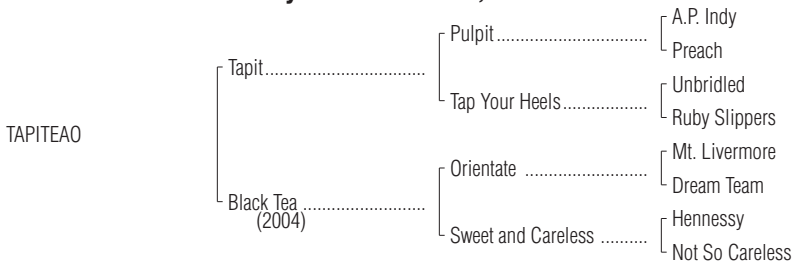 A.P. Indy
Pulpit
Preach
Tapit
Unbridled
Tap Your Heels
Ruby Slippers
TAPITEAO
Mt. Livermore
Orientate
Dream Team
Black Tea
(2004)
Hennessy
Sweet and Careless
Not So Careless